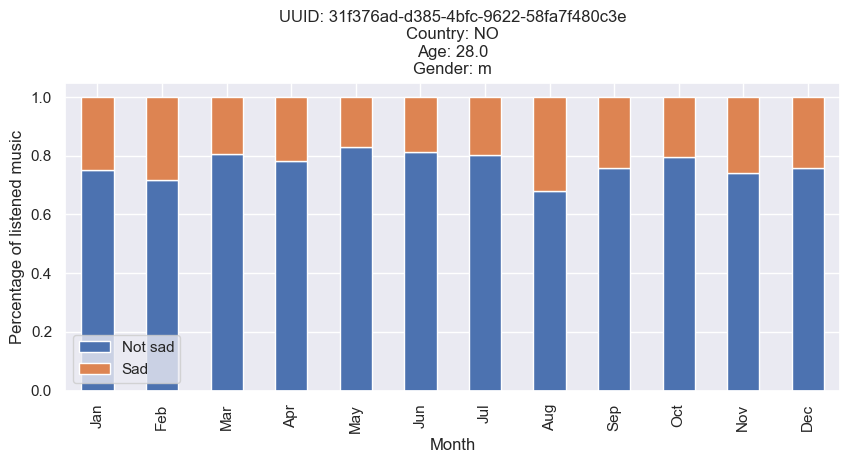 UUID: 31f376ad-d385-4bfc-9622-58fa7f480c3e
Country: NO
Age: 28.0
Gender: m
Percentage of listened music
1.0
0.8
0.6
0.4
0.2
0.0
Not sad
Sad
Jan Feb Mar Apr May Jun Jul Aug Sep Oct Nov Dec
Month